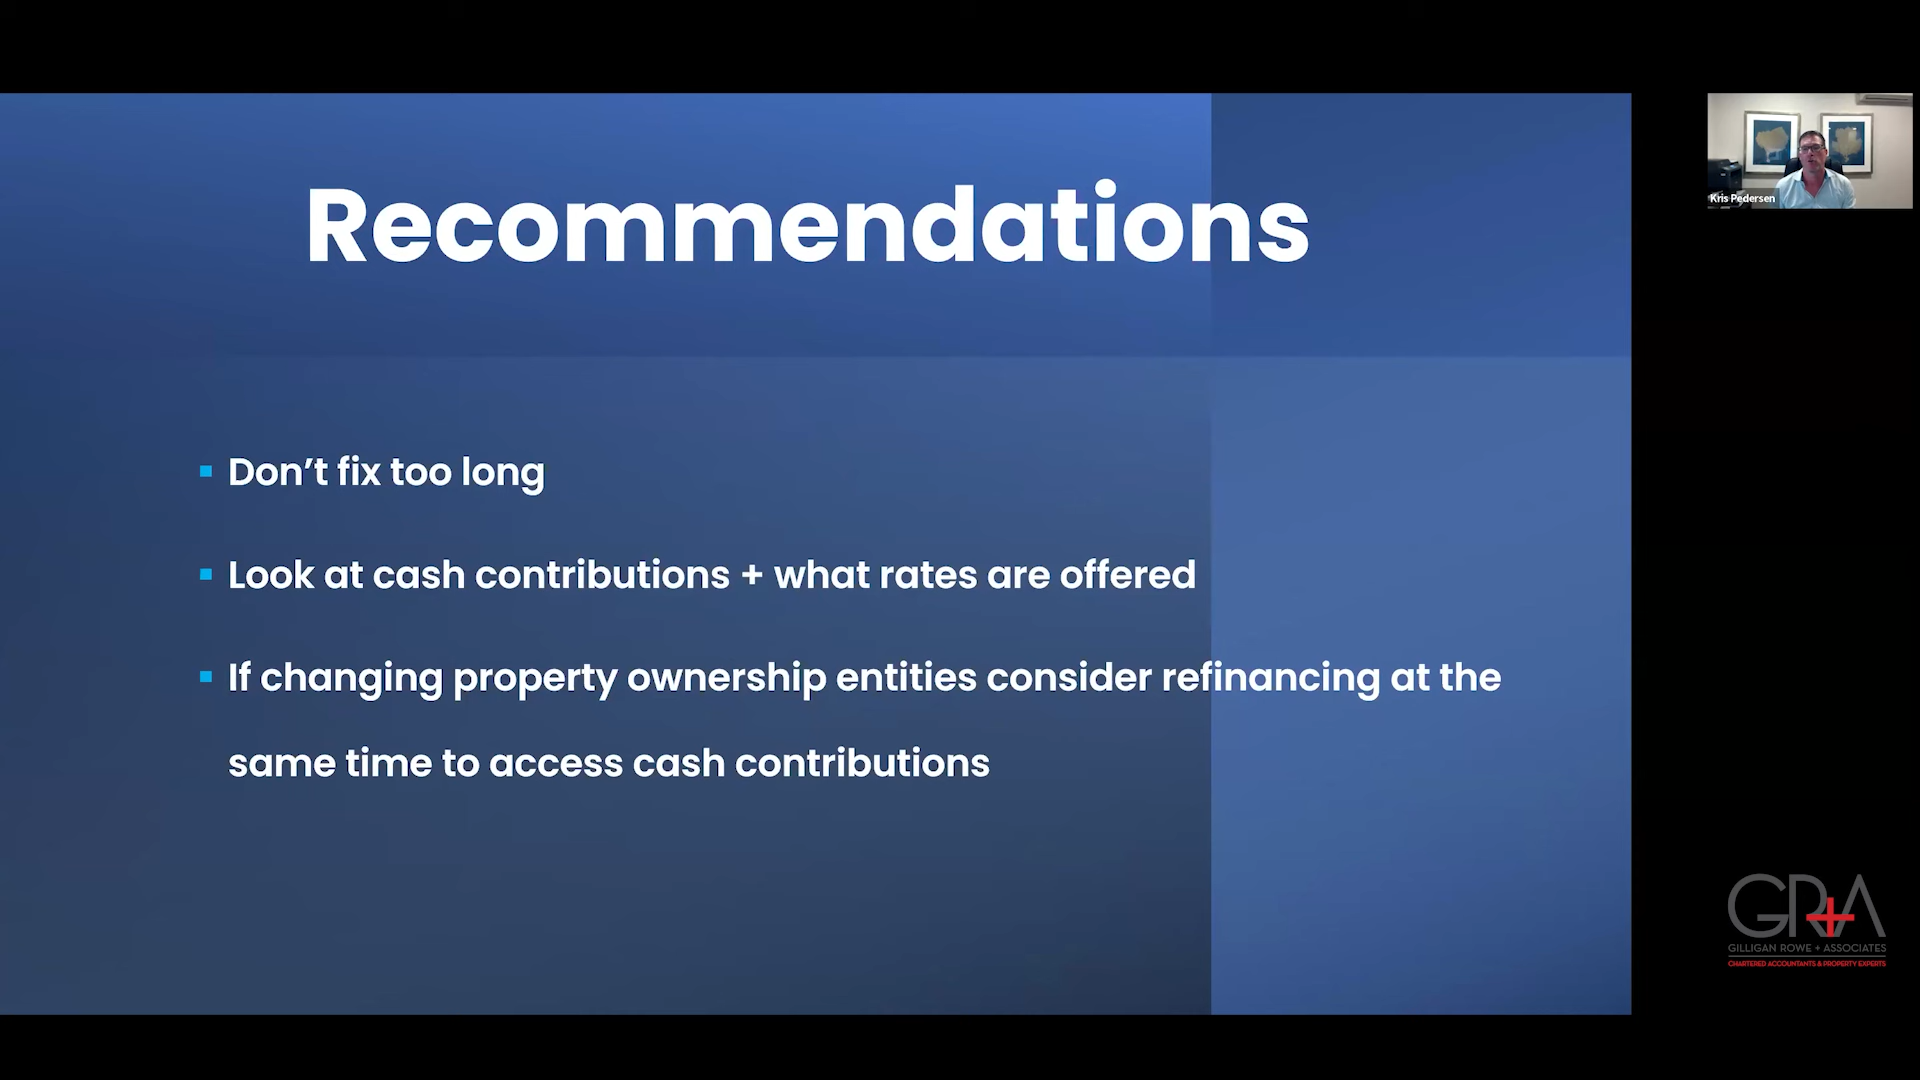 Recommendations
Don’t fix too long
Look at cash contributions + what rates are offered
If changing property ownership entities consider refinancing at the
same time to access cash contributions
Kris Pedersen
GR+A
GILLIGAN ROWE + ASSOCIATES
CHARTERED ACCOUNTANTS & PROPERTY EXPERTS